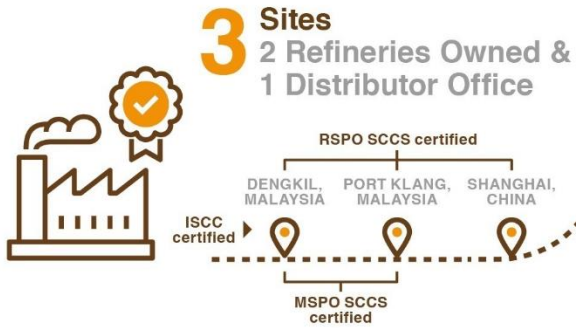 3 Sites
2 Refineries Owned &
1 Distributor Office
RSPO SCCS certified
DENGKIL,
MALAYSIA
PORT KLANG,
MALAYSIA
SHANGHAI,
CHINA
ISCC
certified
MSPO SCCS
certified